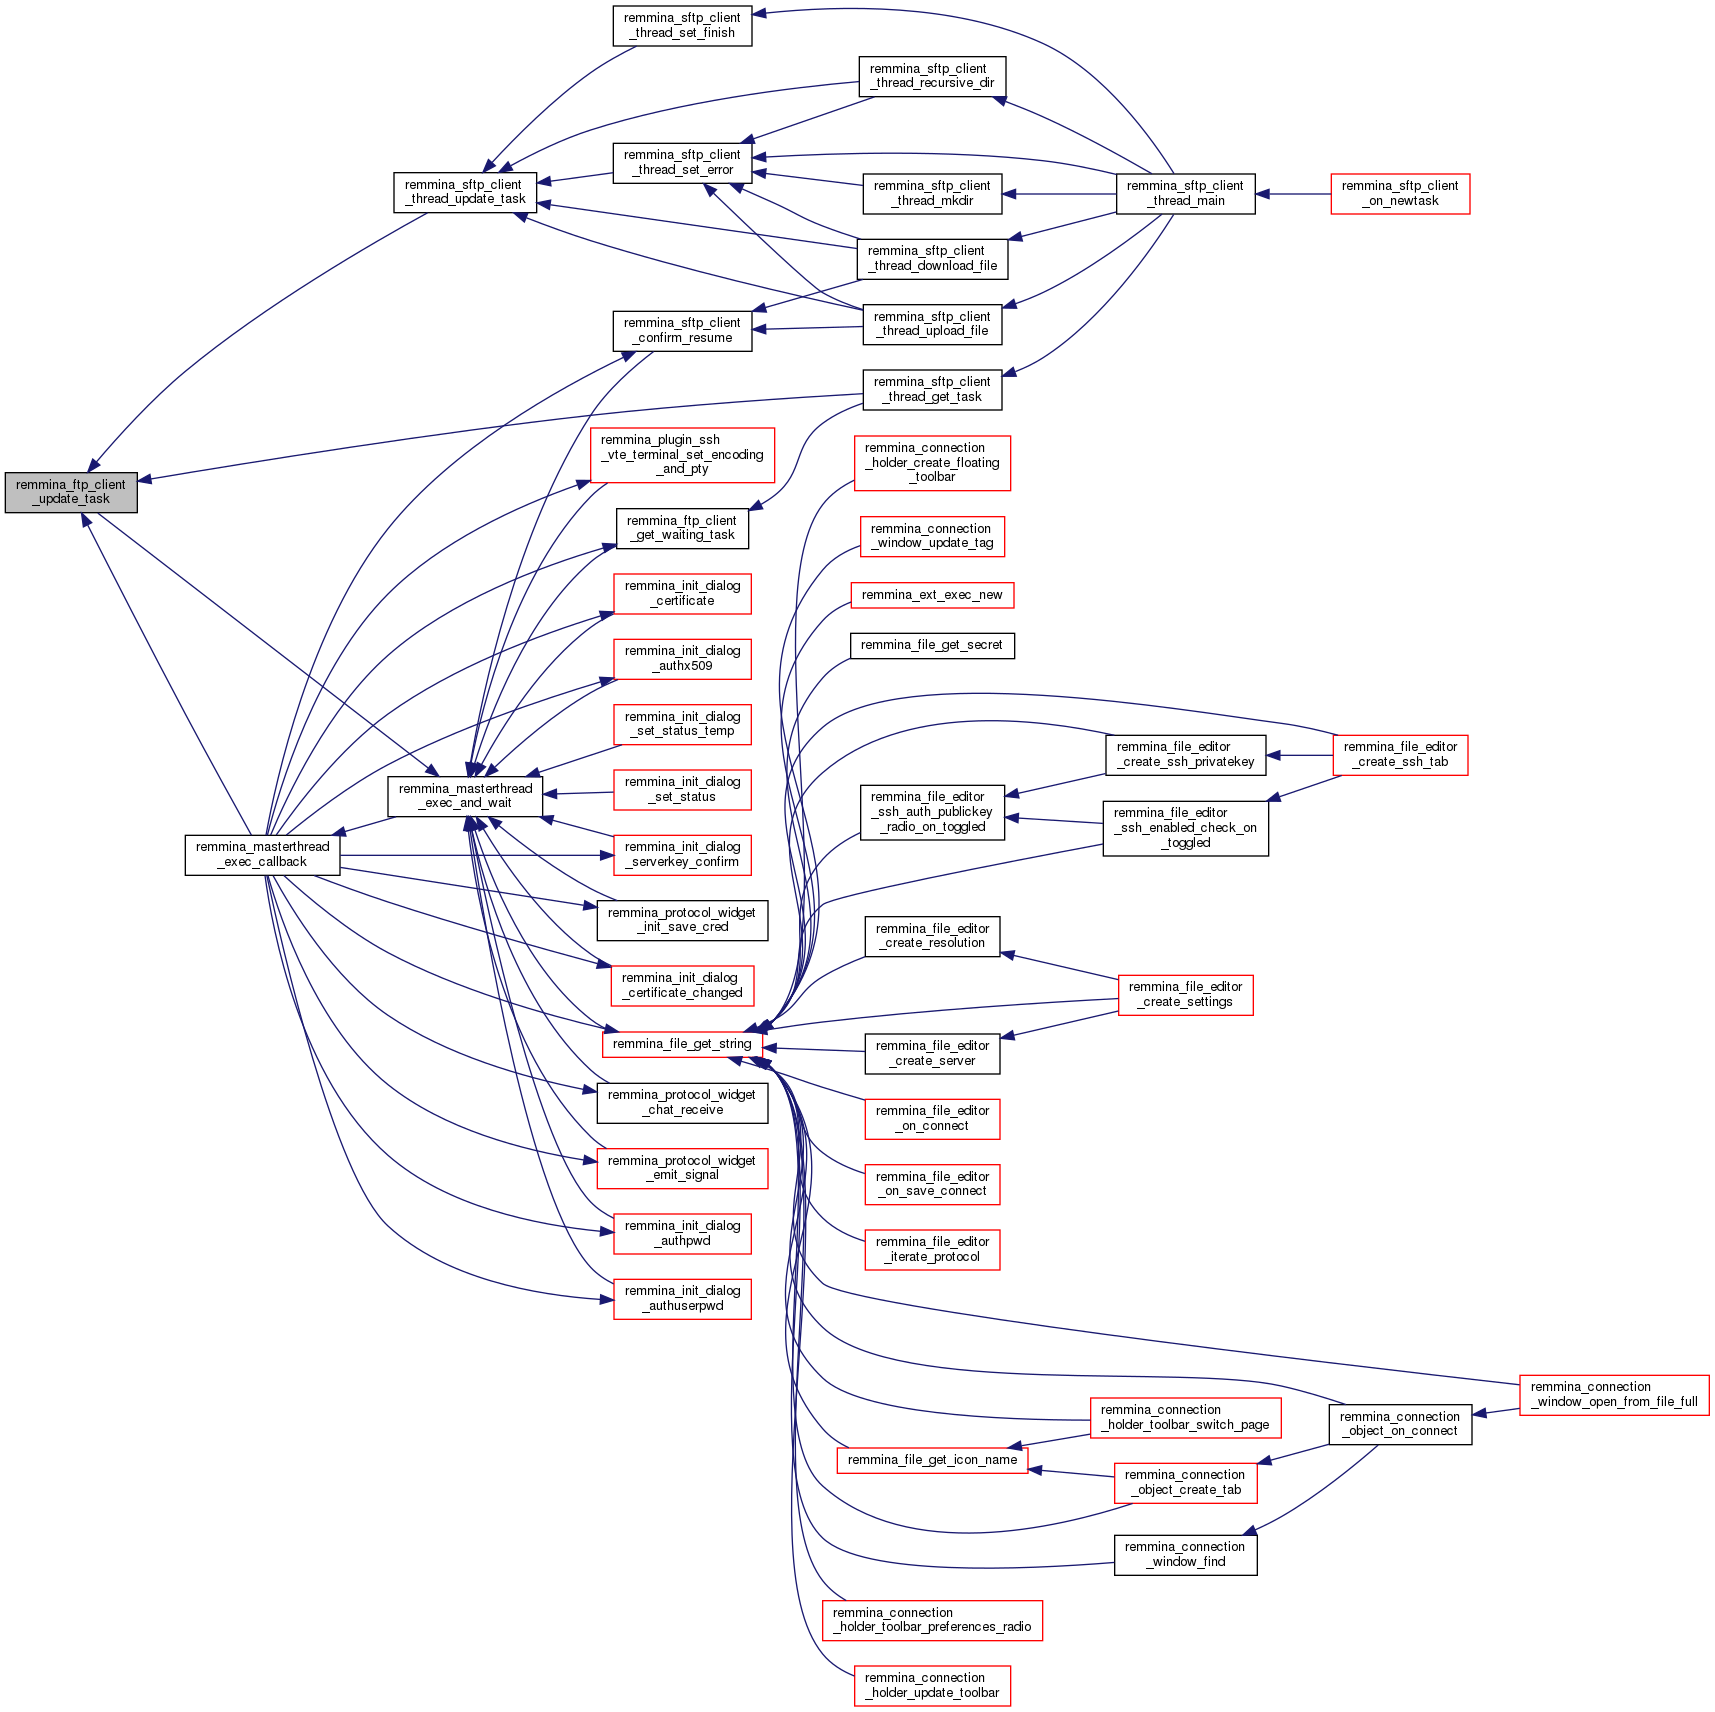 remmina_sftp_client
_thread_set_finish
remmina_sftp_client
_thread_recursive_dir
remmina_sftp_client
_thread_set_error
remmina_sftp_client
_thread_update_task
remmina_sftp_client
_thread_mkdir
remmina_sftp_client
_thread_main
remmina_sftp_client
_on_newtask
remmina_sftp_client
_thread_download_file
remmina_sftp_client
_confirm_resume
remmina_sftp_client
_thread_upload_file
remmina_sftp_client
_thread_get_task
remmina_plugin_ssh
_vte_terminal_set_encoding
_and_pty
remmina_connection
_holder_create_floating
_toolbar
remmina_ftp_client
_update_task
remmina_ftp_client
_get_waiting_task
remmina_connection
_window_update_tag
remmina_init_dialog
_certificate
remmina_ext_exec_new
remmina_init_dialog
_authx509
remmina_file_get_secret
remmina_init_dialog
_set_status_temp
remmina_file_editor
_create_ssh_privatekey
remmina_file_editor
_create_ssh_tab
remmina_masterthread
_exec_and_wait
remmina_init_dialog
_set_status
remmina_file_editor
_ssh_auth_publickey
_radio_on_toggled
remmina_file_editor
_ssh_enabled_check_on
_toggled
remmina_masterthread
_exec_callback
remmina_init_dialog
_serverkey_confirm
remmina_protocol_widget
_init_save_cred
remmina_file_editor
_create_resolution
remmina_init_dialog
_certificate_changed
remmina_file_editor
_create_settings
remmina_file_get_string
remmina_file_editor
_create_server
remmina_protocol_widget
_chat_receive
remmina_file_editor
_on_connect
remmina_protocol_widget
_emit_signal
remmina_file_editor
_on_save_connect
remmina_init_dialog
_authpwd
remmina_file_editor
_iterate_protocol
remmina_init_dialog
_authuserpwd
remmina_connection
_window_open_from_file_full
remmina_connection
_holder_toolbar_switch_page
remmina_connection
_object_on_connect
remmina_file_get_icon_name
remmina_connection
_object_create_tab
remmina_connection
_window_find
remmina_connection
_holder_toolbar_preferences_radio
remmina_connection
_holder_update_toolbar